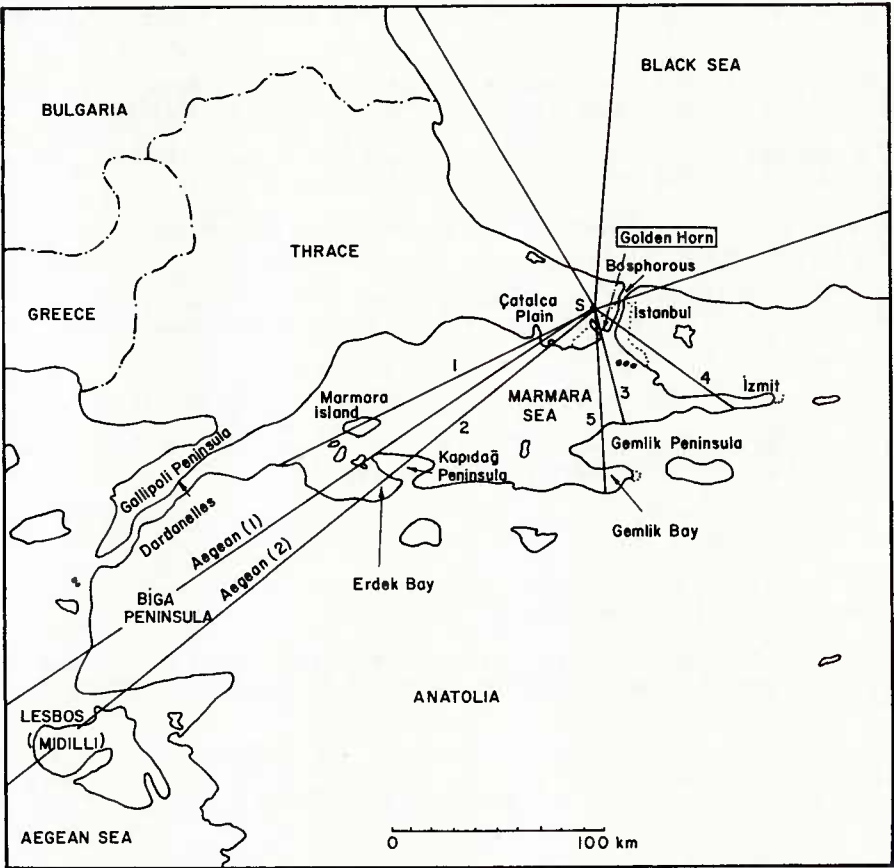 BLACK SEA
BULGARIA
Golden Horn
THRACE
Bosphorous
Çatalca
Plain
S
İstanbul
GREECE
1
4
İzmit
Marmara
island
3
MARMARA
SEA
2
5
Gemlik Peninsula
Gallipoli Peninsula
Kapıdağ
Peninsula
Dardanelles
Gemlik Bay
Aegean (1)
Aegean (2)
Erdek Bay
BİGA
PENINSULA
ANATOLIA
LESBOS
(MIDILLI)
AEGEAN SEA
0 100 km